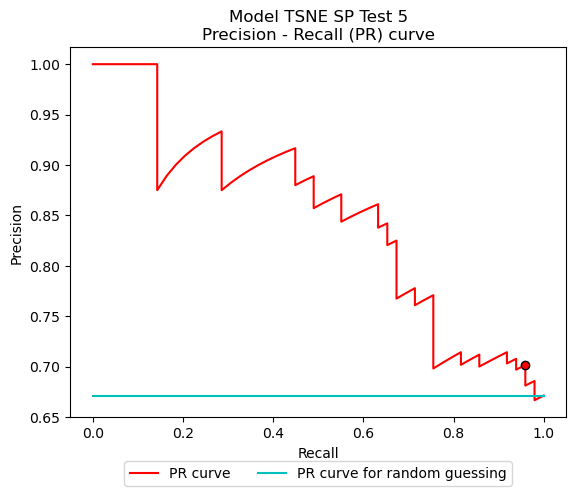 Model TSNE SP Test 5
Precision - Recall (PR) curve
1.00
0.95
0.90
0.85
0.80
0.75
0.70
0.65
Precision
0.0 0.2 0.4 0.6 0.8 1.0
Recall
PR curve PR curve for random guessing